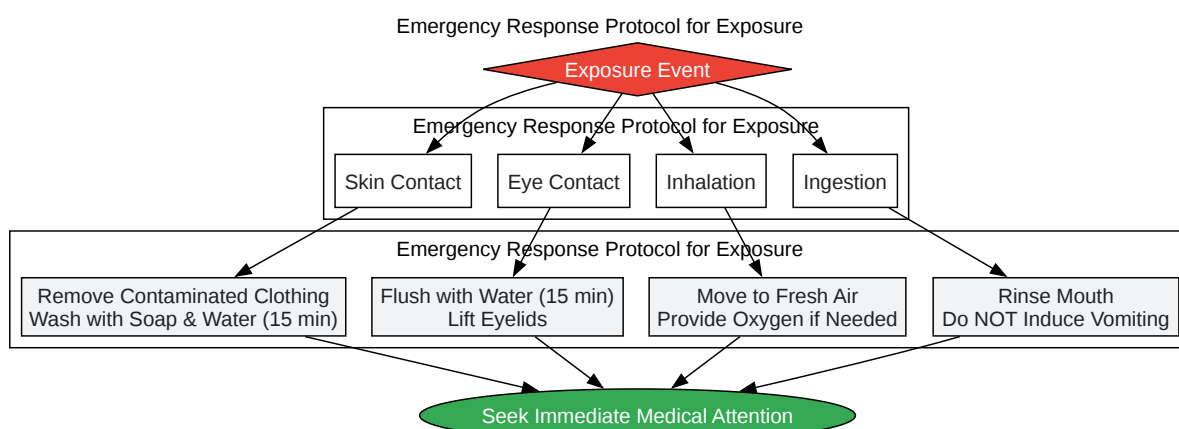 Emergency Response Protocol for Exposure
Exposure Event
Emergency Response Protocol for Exposure
Skin Contact
Eye Contact
Inhalation
Ingestion
Emergency Response Protocol for Exposure
Remove Contaminated Clothing
Wash with Soap & Water (15 min)
Flush with Water (15 min)
Lift Eyelids
Move to Fresh Air
Provide Oxygen if Needed
Rinse Mouth
Do NOT Induce Vomiting
Seek Immediate Medical Attention